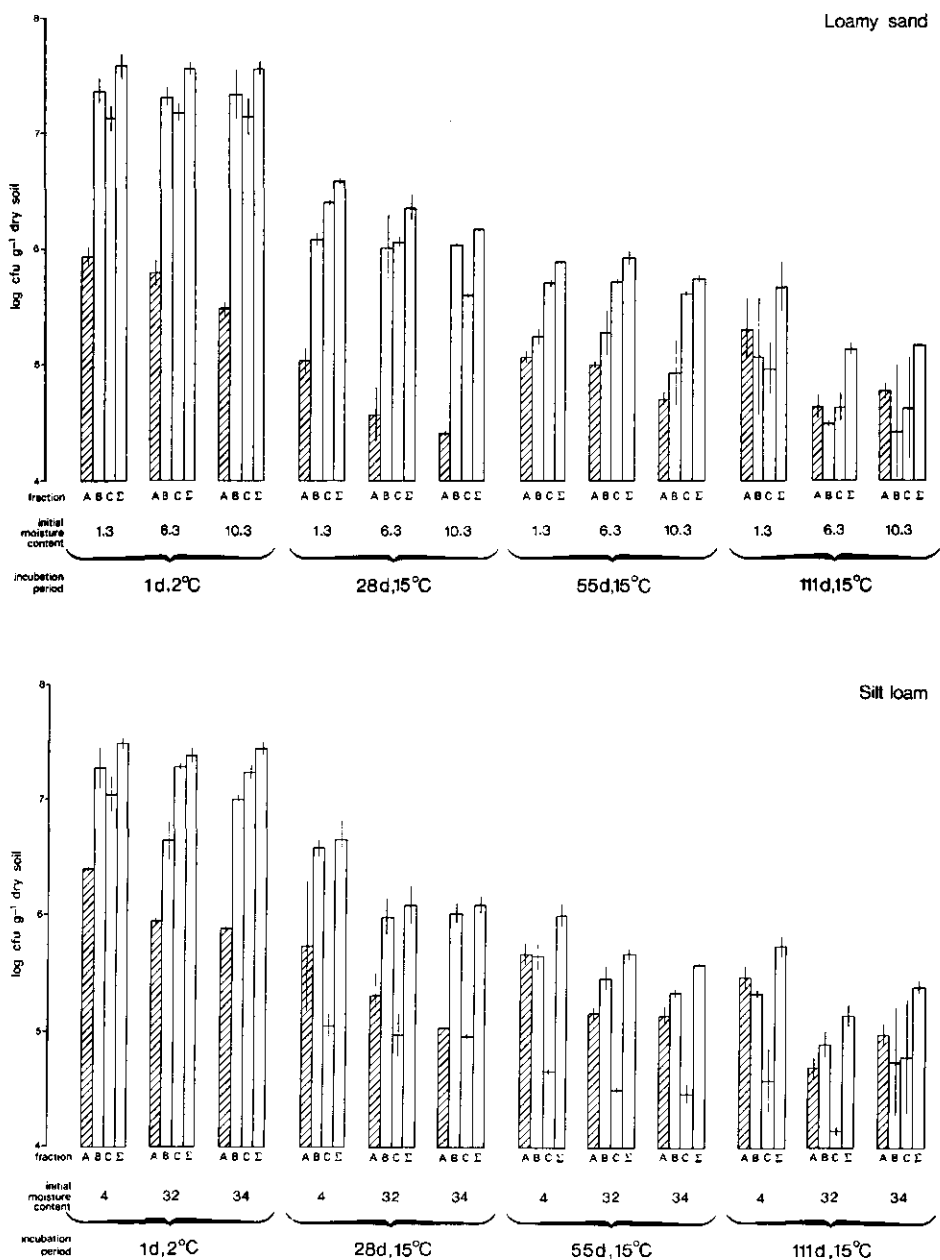 Loamy sand
8
7
6
5
4
log cfu g⁻¹ dry soil
fraction A B C Σ A B C Σ A B C Σ A B C Σ A B C Σ A B C Σ A B C Σ A B C Σ A B C Σ A B C Σ A B C Σ A B C Σ
initial
moisture
content
1.3 6.3 10.3 1.3 6.3 10.3 1.3 6.3 10.3 1.3 6.3 10.3
incubation
period
1d,2°C 28d,15°C 55d,15°C 111d,15°C
Silt loam
8
7
6
5
4
log cfu g⁻¹ dry soil
fraction A B C Σ A B C Σ A B C Σ A B C Σ A B C Σ A B C Σ A B C Σ A B C Σ A B C Σ A B C Σ A B C Σ A B C Σ
initial
moisture
content
4 32 34 4 32 34 4 32 34 4 32 34
incubation
period
1d,2°C 28d,15°C 55d,15°C 111d,15°C